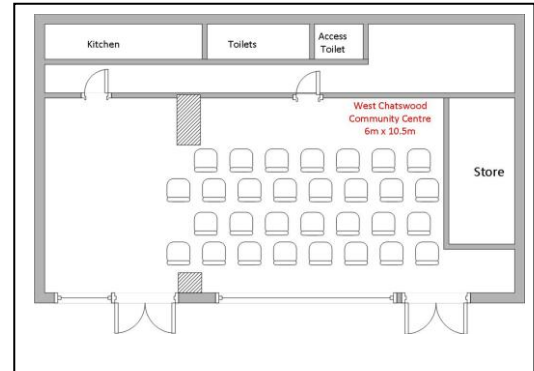 Kitchen
Toilets
Access
Toilet
West Chatswood
Community Centre
6m x 10.5m
Store